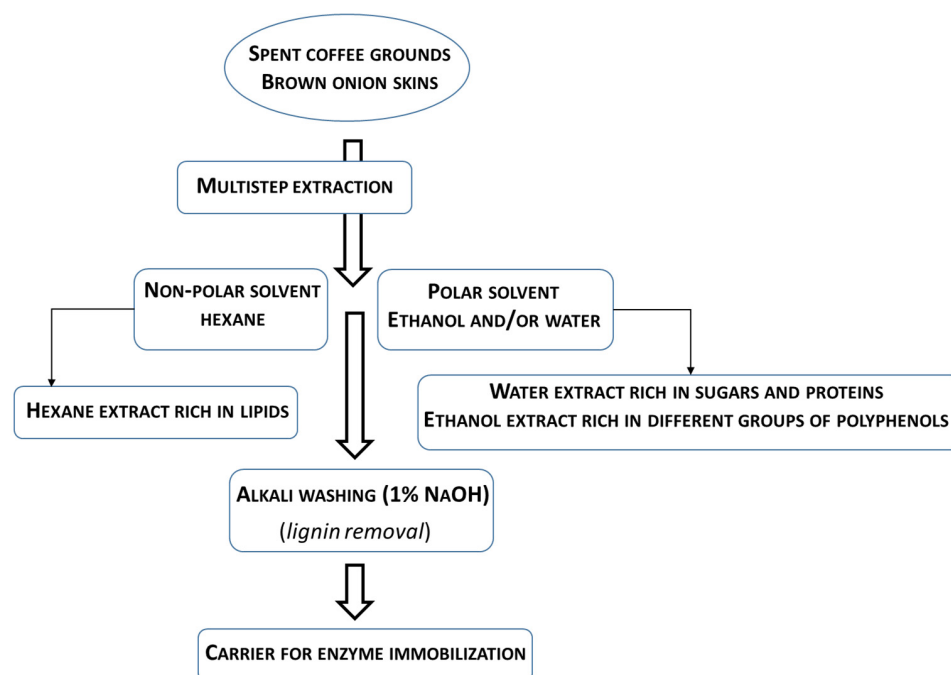 SPENT COFFEE GROUNDS
BROWN ONION SKINS
MULTISTEP EXTRACTION
NON-POLAR SOLVENT
HEXANE
POLAR SOLVENT
ETHANOL AND/OR WATER
HEXANE EXTRACT RICH IN LIPIDS
WATER EXTRACT RICH IN SUGARS AND PROTEINS
ETHANOL EXTRACT RICH IN DIFFERENT GROUPS OF POLYPHENOLS
ALKALI WASHING (1% NAOH)
(lignin removal)
CARRIER FOR ENZYME IMMOBILIZATION